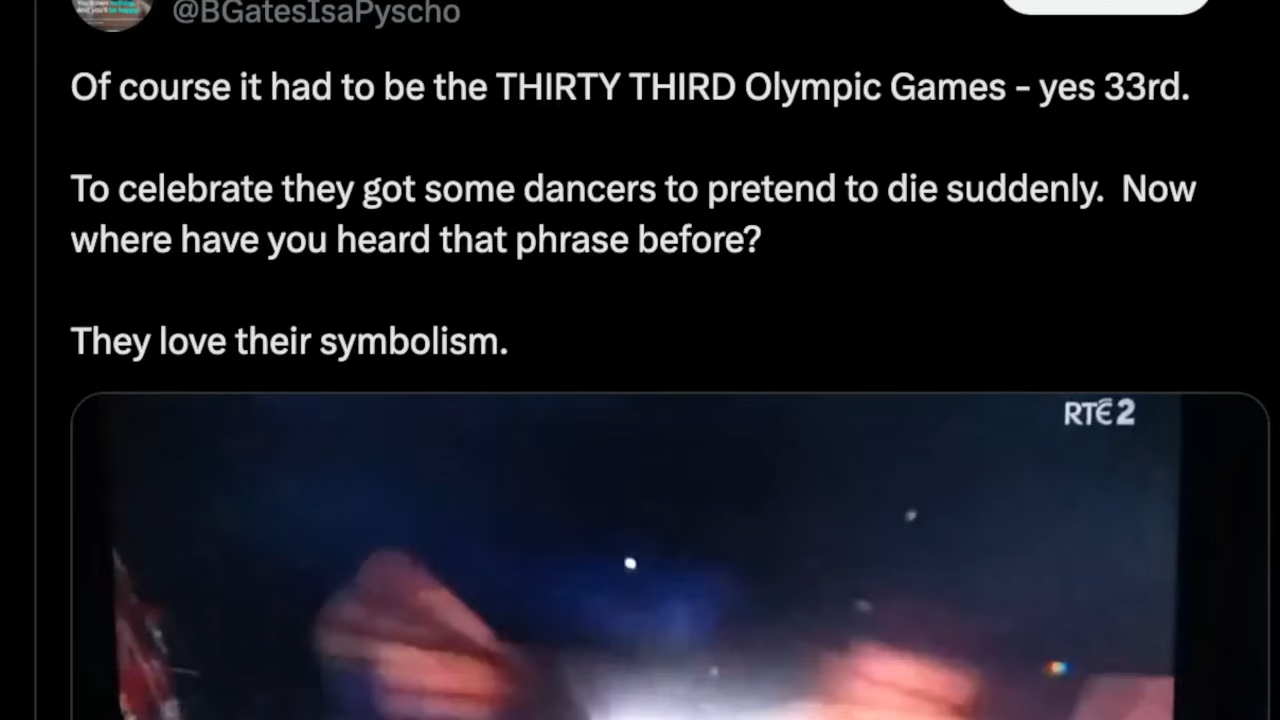 @BGatesIsaPyscho
Of course it had to be the THIRTY THIRD Olympic Games - yes 33rd.
To celebrate they got some dancers to pretend to die suddenly. Now
where have you heard that phrase before?
They love their symbolism.
RTÉ2